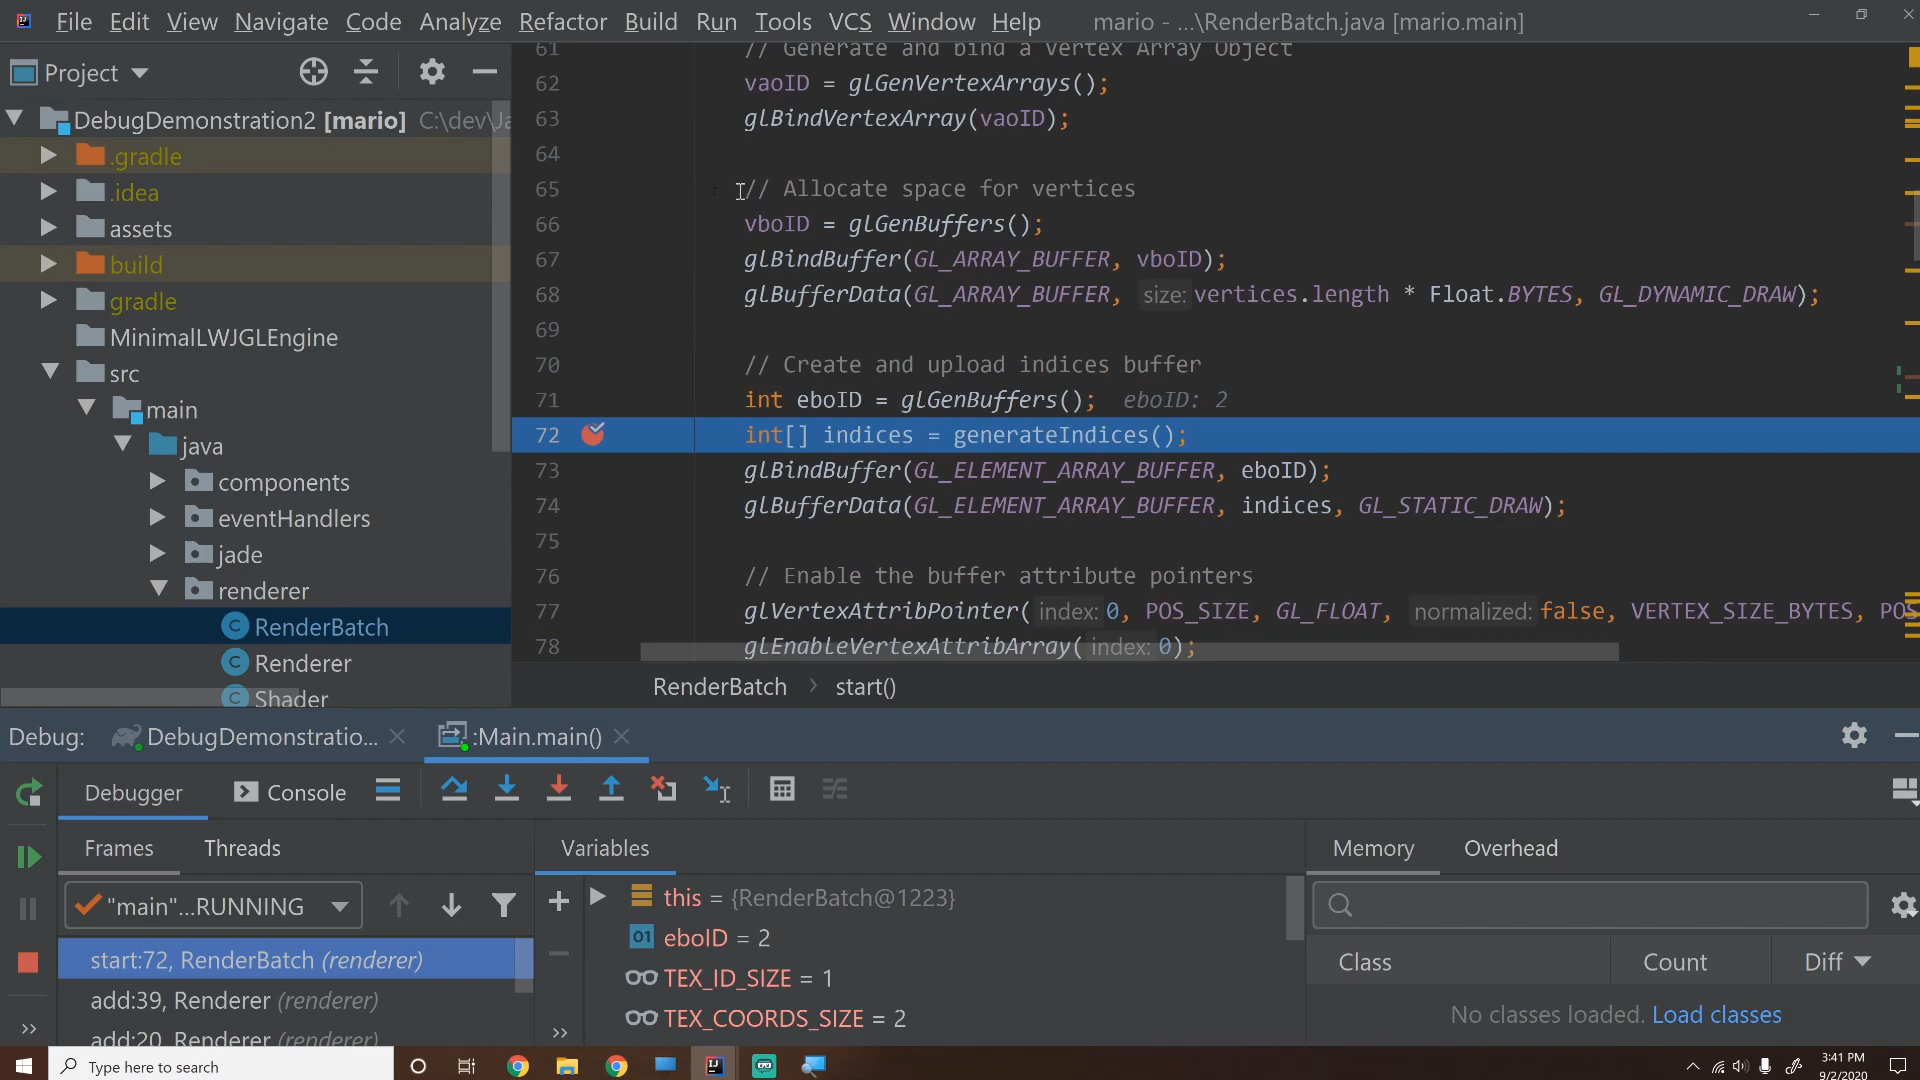 File Edit View Navigate Code Analyze Refactor Build Run Tools VCS Window Help mario - ...\RenderBatch.java [mario.main]
Project
DebugDemonstration2 [mario] C:\dev\Ja
.gradle
.idea
assets
build
gradle
MinimalLWJGLEngine
src
main
java
components
eventHandlers
jade
renderer
RenderBatch
Renderer
Shader
61 // Generate and bind a Vertex Array Object
62 vaoID = glGenVertexArrays();
63 glBindVertexArray(vaoID);
64
65 // Allocate space for vertices
66 vboID = glGenBuffers();
67 glBindBuffer(GL_ARRAY_BUFFER, vboID);
68 glBufferData(GL_ARRAY_BUFFER, size: vertices.length * Float.BYTES, GL_DYNAMIC_DRAW);
69
70 // Create and upload indices buffer
71 int eboID = glGenBuffers(); eboID: 2
72 int[] indices = generateIndices();
73 glBindBuffer(GL_ELEMENT_ARRAY_BUFFER, eboID);
74 glBufferData(GL_ELEMENT_ARRAY_BUFFER, indices, GL_STATIC_DRAW);
75
76 // Enable the buffer attribute pointers
77 glVertexAttribPointer( index: 0, POS_SIZE, GL_FLOAT, normalized: false, VERTEX_SIZE_BYTES, POS
78 glEnableVertexAttribArray( index: 0);
RenderBatch > start()
Debug: DebugDemonstratio... :Main.main()
Debugger Console
Frames Threads Variables Memory Overhead
"main"...RUNNING
start:72, RenderBatch (renderer)
add:39, Renderer (renderer)
add:20, Renderer (renderer)
this = {RenderBatch@1223}
01 eboID = 2
TEX_ID_SIZE = 1
TEX_COORDS_SIZE = 2
Class Count Diff
No classes loaded. Load classes
Type here to search
3:41 PM
9/2/2020